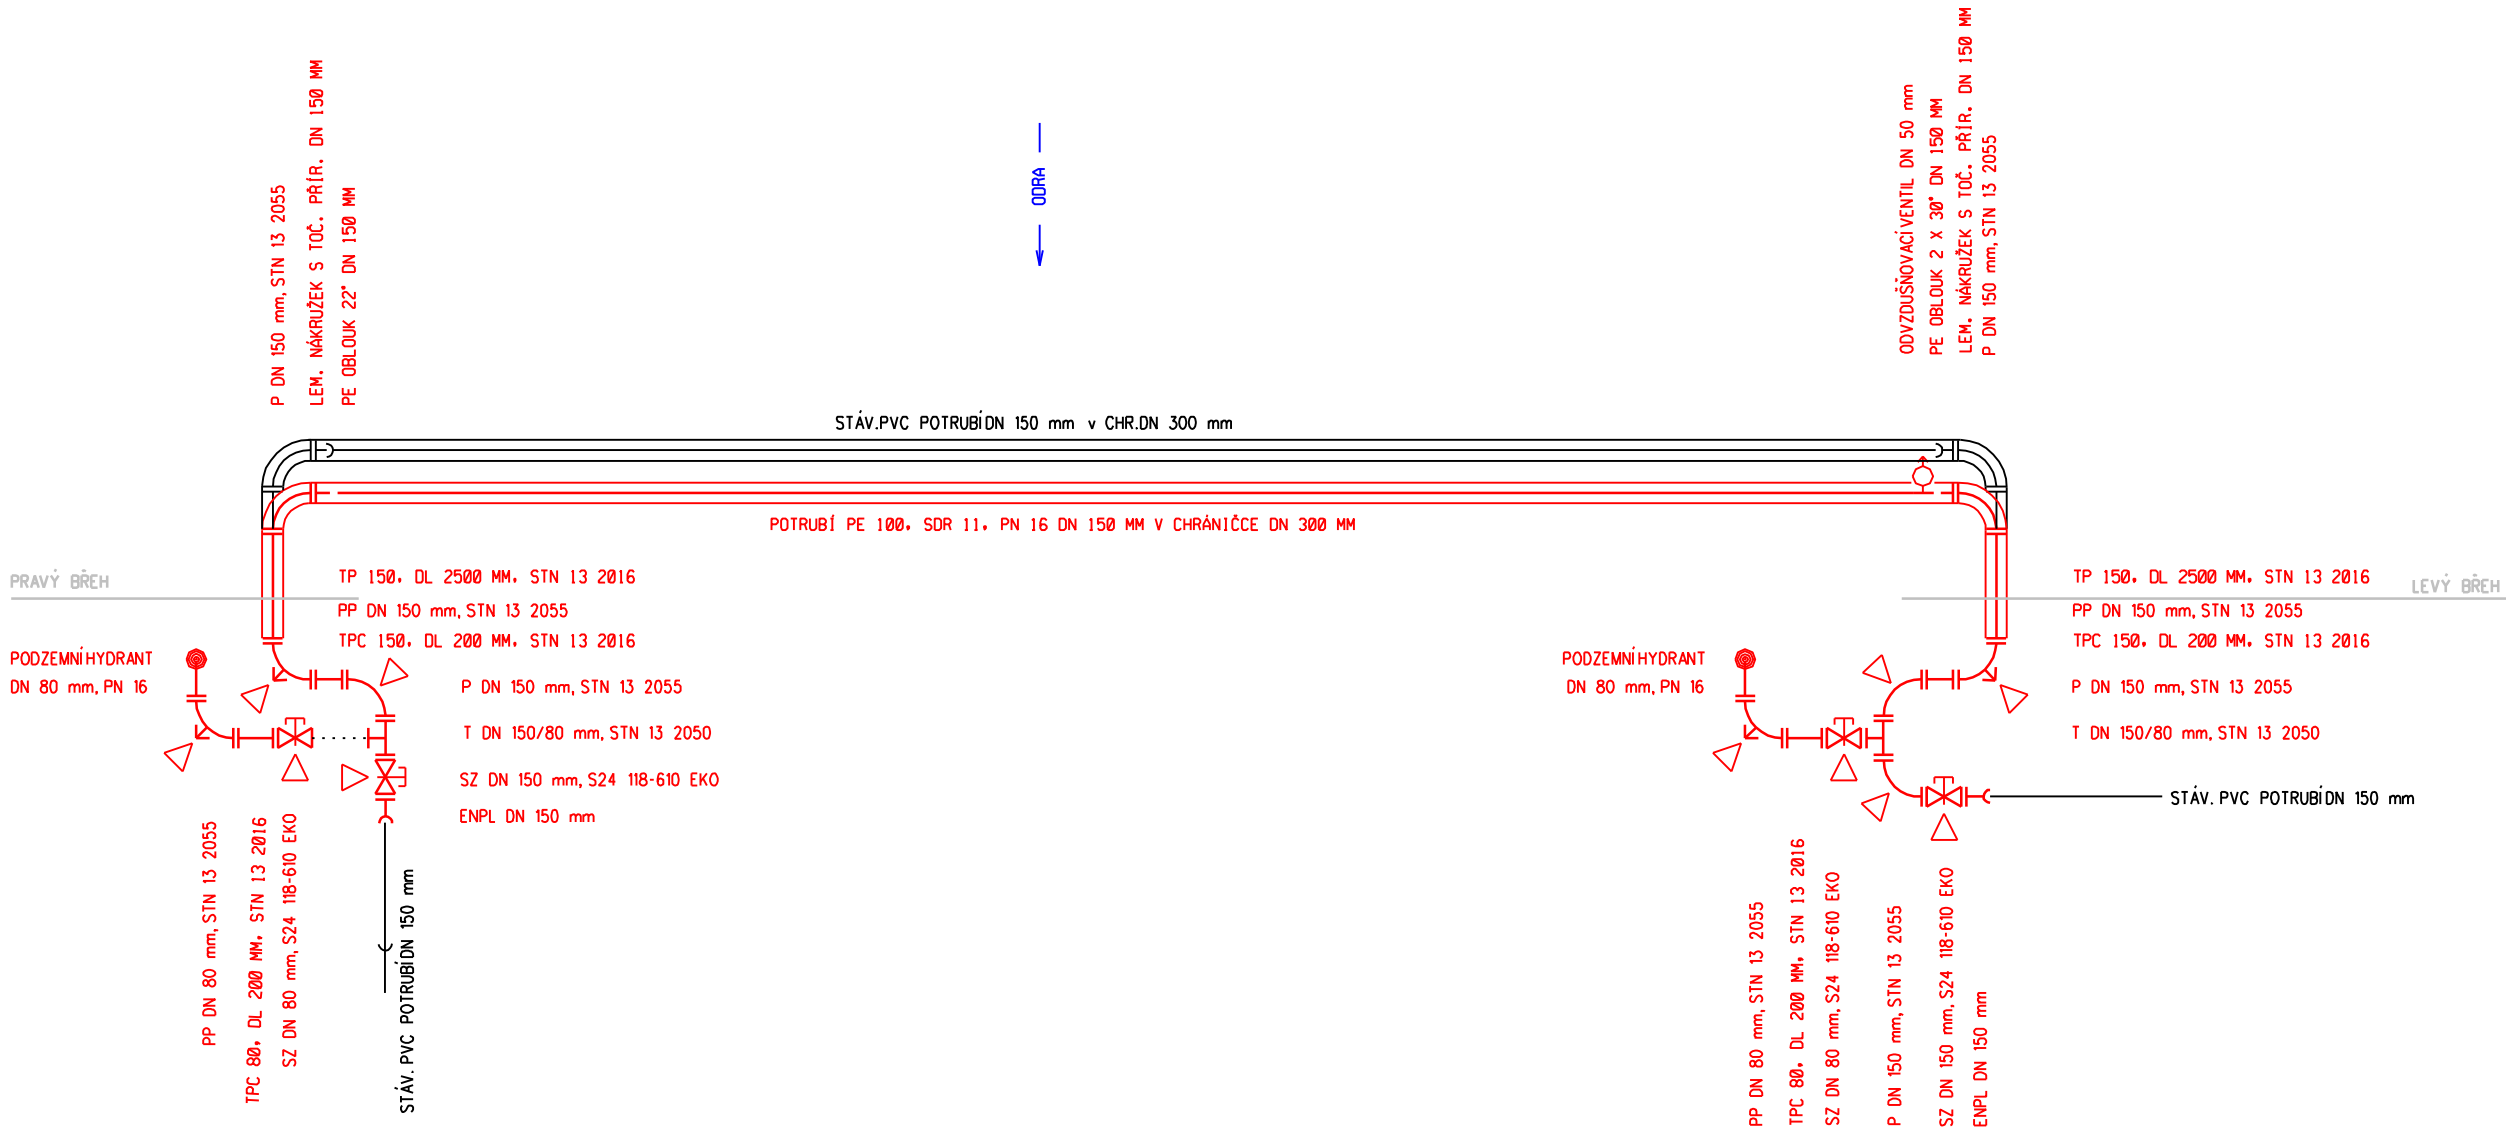 P DN 150 mm, STN 13 2055
LEM. NÁKRUŽEK S TOČ. PŘÍR. DN 150 MM
PE OBLOUK 22° DN 150 MM
ODRA
ODVZDUŠŇOVACÍ VENTIL DN 50 mm
PE OBLOUK 2 X 30° DN 150 MM
LEM. NÁKRUŽEK S TOČ. PŘÍR. DN 150 MM
P DN 150 mm, STN 13 2055
STÁV.PVC POTRUBÍ DN 150 mm v CHR.DN 300 mm
POTRUBÍ PE 100, SDR 11, PN 16 DN 150 MM V CHRÁNIČCE DN 300 MM
PRAVÝ BŘEH
TP 150, DL 2500 MM, STN 13 2016
PP DN 150 mm, STN 13 2055
TPC 150, DL 200 MM, STN 13 2016
PODZEMNÍ HYDRANT
DN 80 mm, PN 16
P DN 150 mm, STN 13 2055
T DN 150/80 mm, STN 13 2050
SZ DN 150 mm, S24 118-610 EKO
ENPL DN 150 mm
PP DN 80 mm, STN 13 2055
TPC 80, DL 200 MM, STN 13 2016
SZ DN 80 mm, S24 118-610 EKO
STÁV. PVC POTRUBÍ DN 150 mm
TP 150, DL 2500 MM, STN 13 2016
LEVÝ BŘEH
PP DN 150 mm, STN 13 2055
TPC 150, DL 200 MM, STN 13 2016
PODZEMNÍ HYDRANT
DN 80 mm, PN 16
P DN 150 mm, STN 13 2055
T DN 150/80 mm, STN 13 2050
STÁV. PVC POTRUBÍ DN 150 mm
PP DN 80 mm, STN 13 2055
TPC 80, DL 200 MM, STN 13 2016
SZ DN 80 mm, S24 118-610 EKO
P DN 150 mm, STN 13 2055
SZ DN 150 mm, S24 118-610 EKO
ENPL DN 150 mm